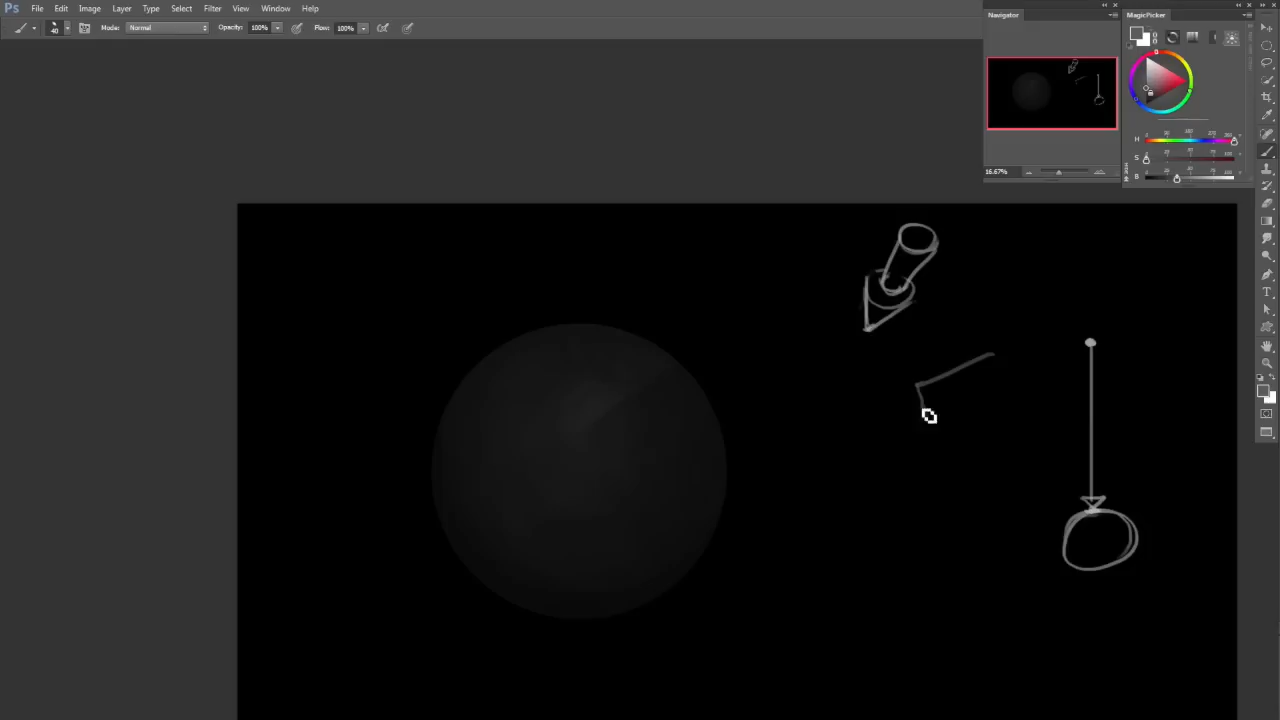 Ps File Edit Image Layer Type Select Filter View Window Help
40 Mode: Normal Opacity: 100% Flow: 100%
Navigator
16.67%
MagicPicker
H
S
B
T